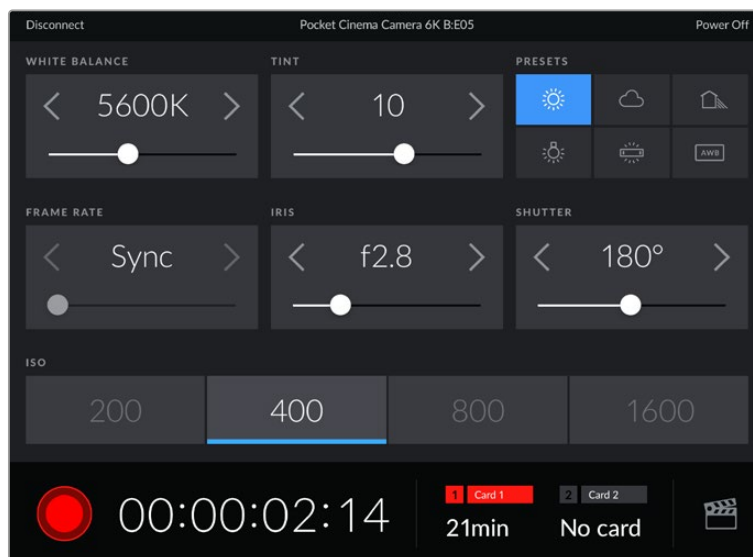 Disconnect
Pocket Cinema Camera 6K B:E05
Power Off
WHITE BALANCE
TINT
PRESETS
5600K
10
AWB
FRAME RATE
IRIS
SHUTTER
Sync
f2.8
180°
ISO
200
400
800
1600
00:00:02:14
1 Card 1
2 Card 2
21min
No card